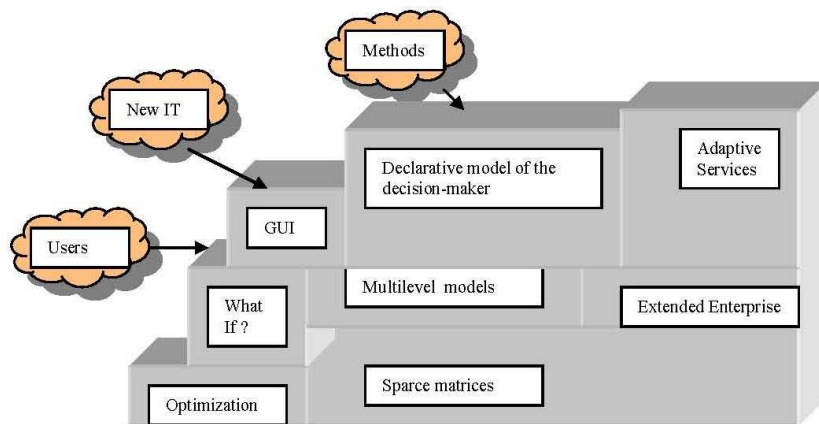 Methods
New IT
Declarative model of the
decision-maker
Adaptive
Services
GUI
Users
Multilevel models
What
If ?
Extended Enterprise
Sparce matrices
Optimization